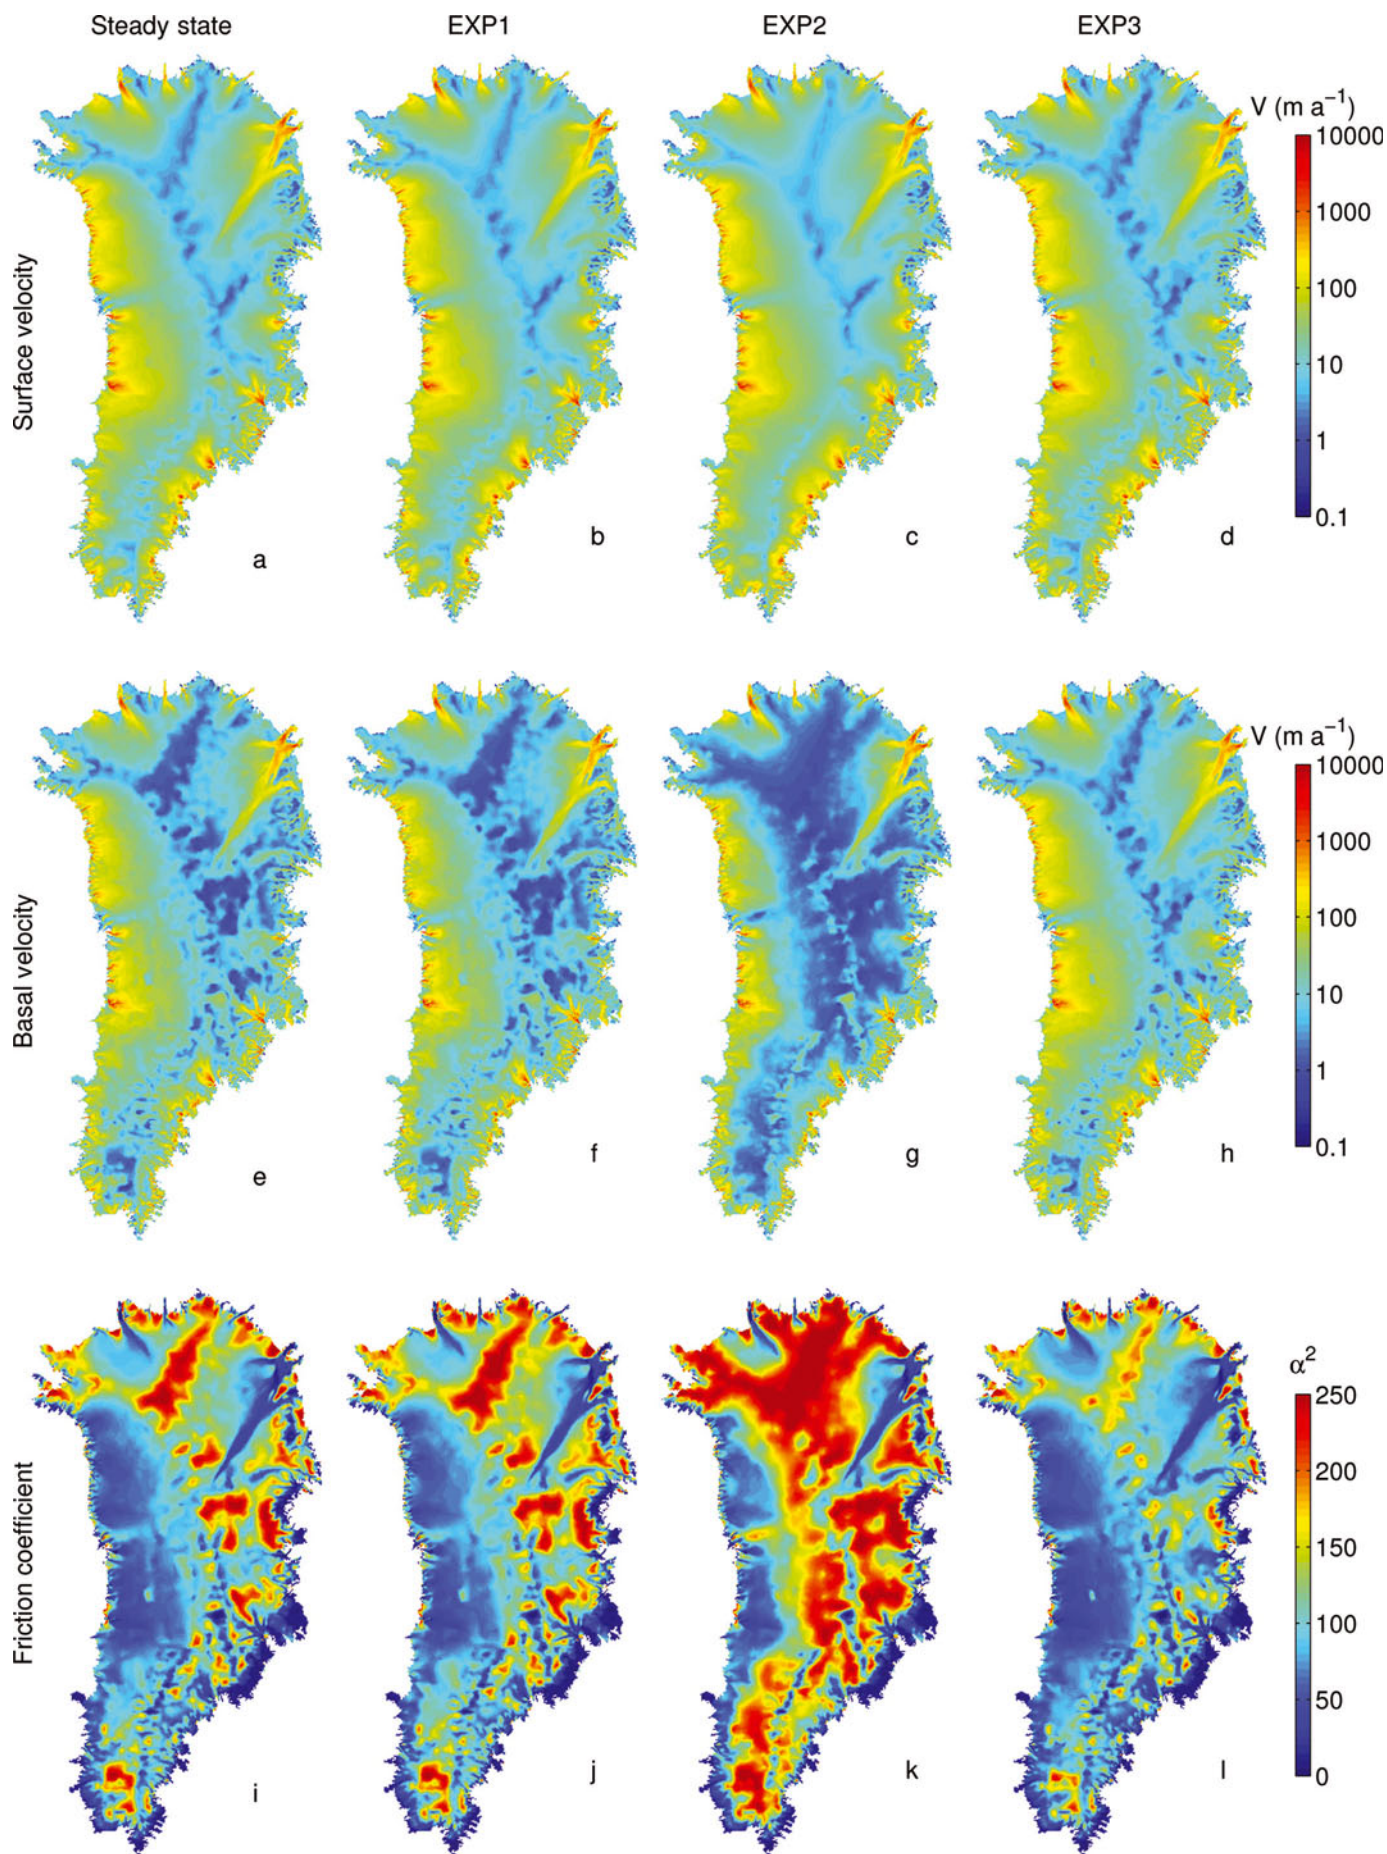 Steady state EXP1 EXP2 EXP3
Surface velocity
V (m a⁻¹)
10000
1000
100
10
1
0.1
a b c d
Basal velocity
V (m a⁻¹)
10000
1000
100
10
1
0.1
e f g h
Friction coefficient
α²
250
200
150
100
50
0
i j k l